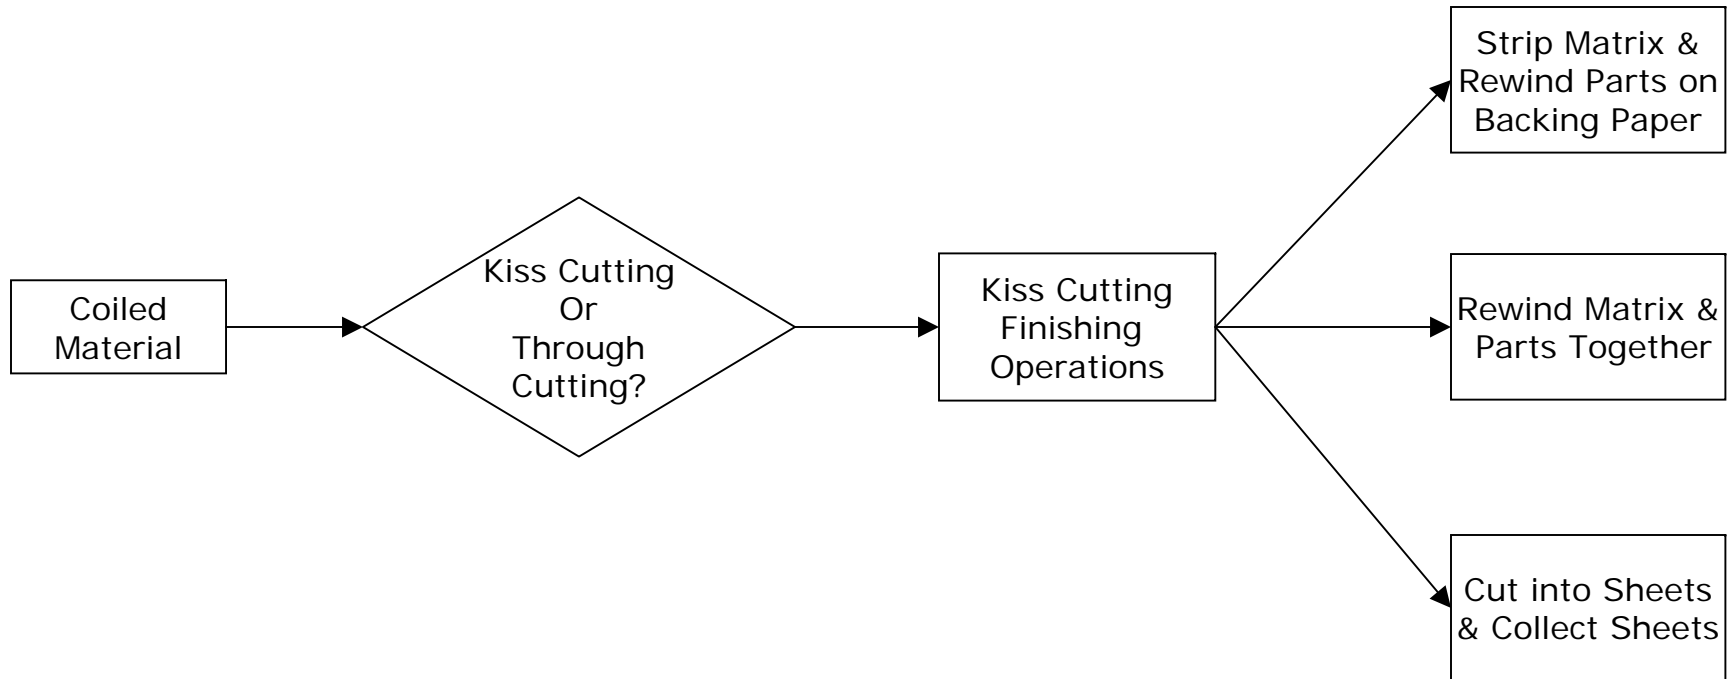 Coiled
Material
Kiss Cutting
Or
Through
Cutting?
Kiss Cutting
Finishing
Operations
Strip Matrix &
Rewind Parts on
Backing Paper
Rewind Matrix &
Parts Together
Cut into Sheets
& Collect Sheets